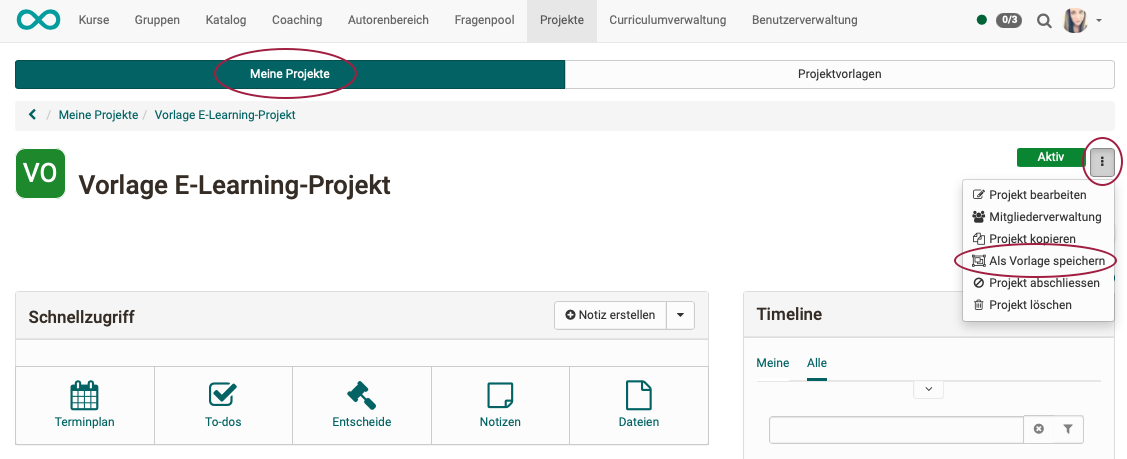 Kurse Gruppen Katalog Coaching Autorenbereich Fragenpool Projekte Curriculumverwaltung Benutzerverwaltung 0/3
Meine Projekte Projektvorlagen
/ Meine Projekte / Vorlage E-Learning-Projekt
VO Vorlage E-Learning-Projekt
Aktiv
Projekt bearbeiten
Mitgliederverwaltung
Projekt kopieren
Als Vorlage speichern
Projekt abschliessen
Projekt löschen
Schnellzugriff Notiz erstellen
Terminplan To-dos Entscheide Notizen Dateien
Timeline
Meine Alle